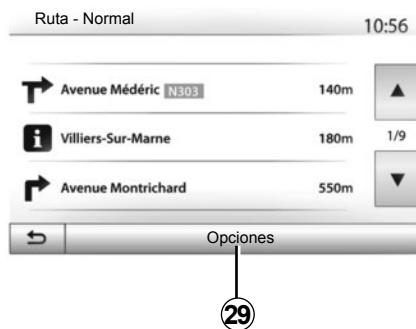 Ruta - Normal 10:56
Avenue Médéric N303 140m
Villiers-Sur-Marne 180m
1/9
Avenue Montrichard 550m
Opciones
29